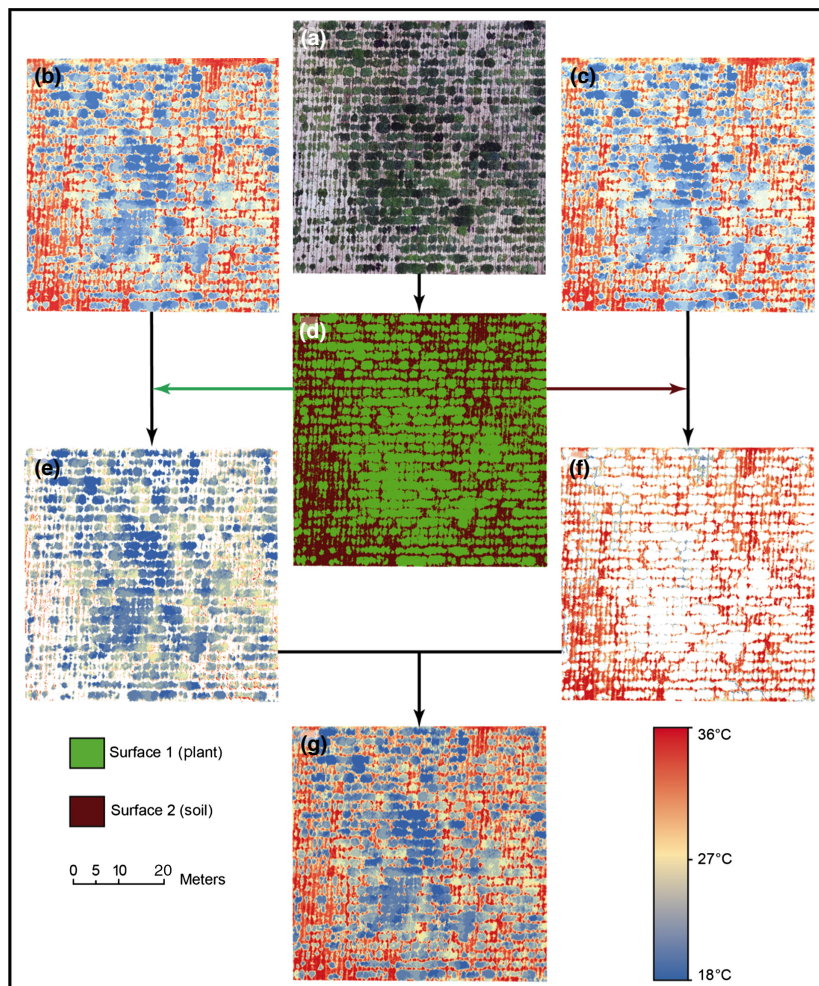 (a)
(b)
(c)
(d)
(e)
(f)
(g)
Surface 1 (plant)
Surface 2 (soil)
0 5 10 20 Meters
36°C
27°C
18°C